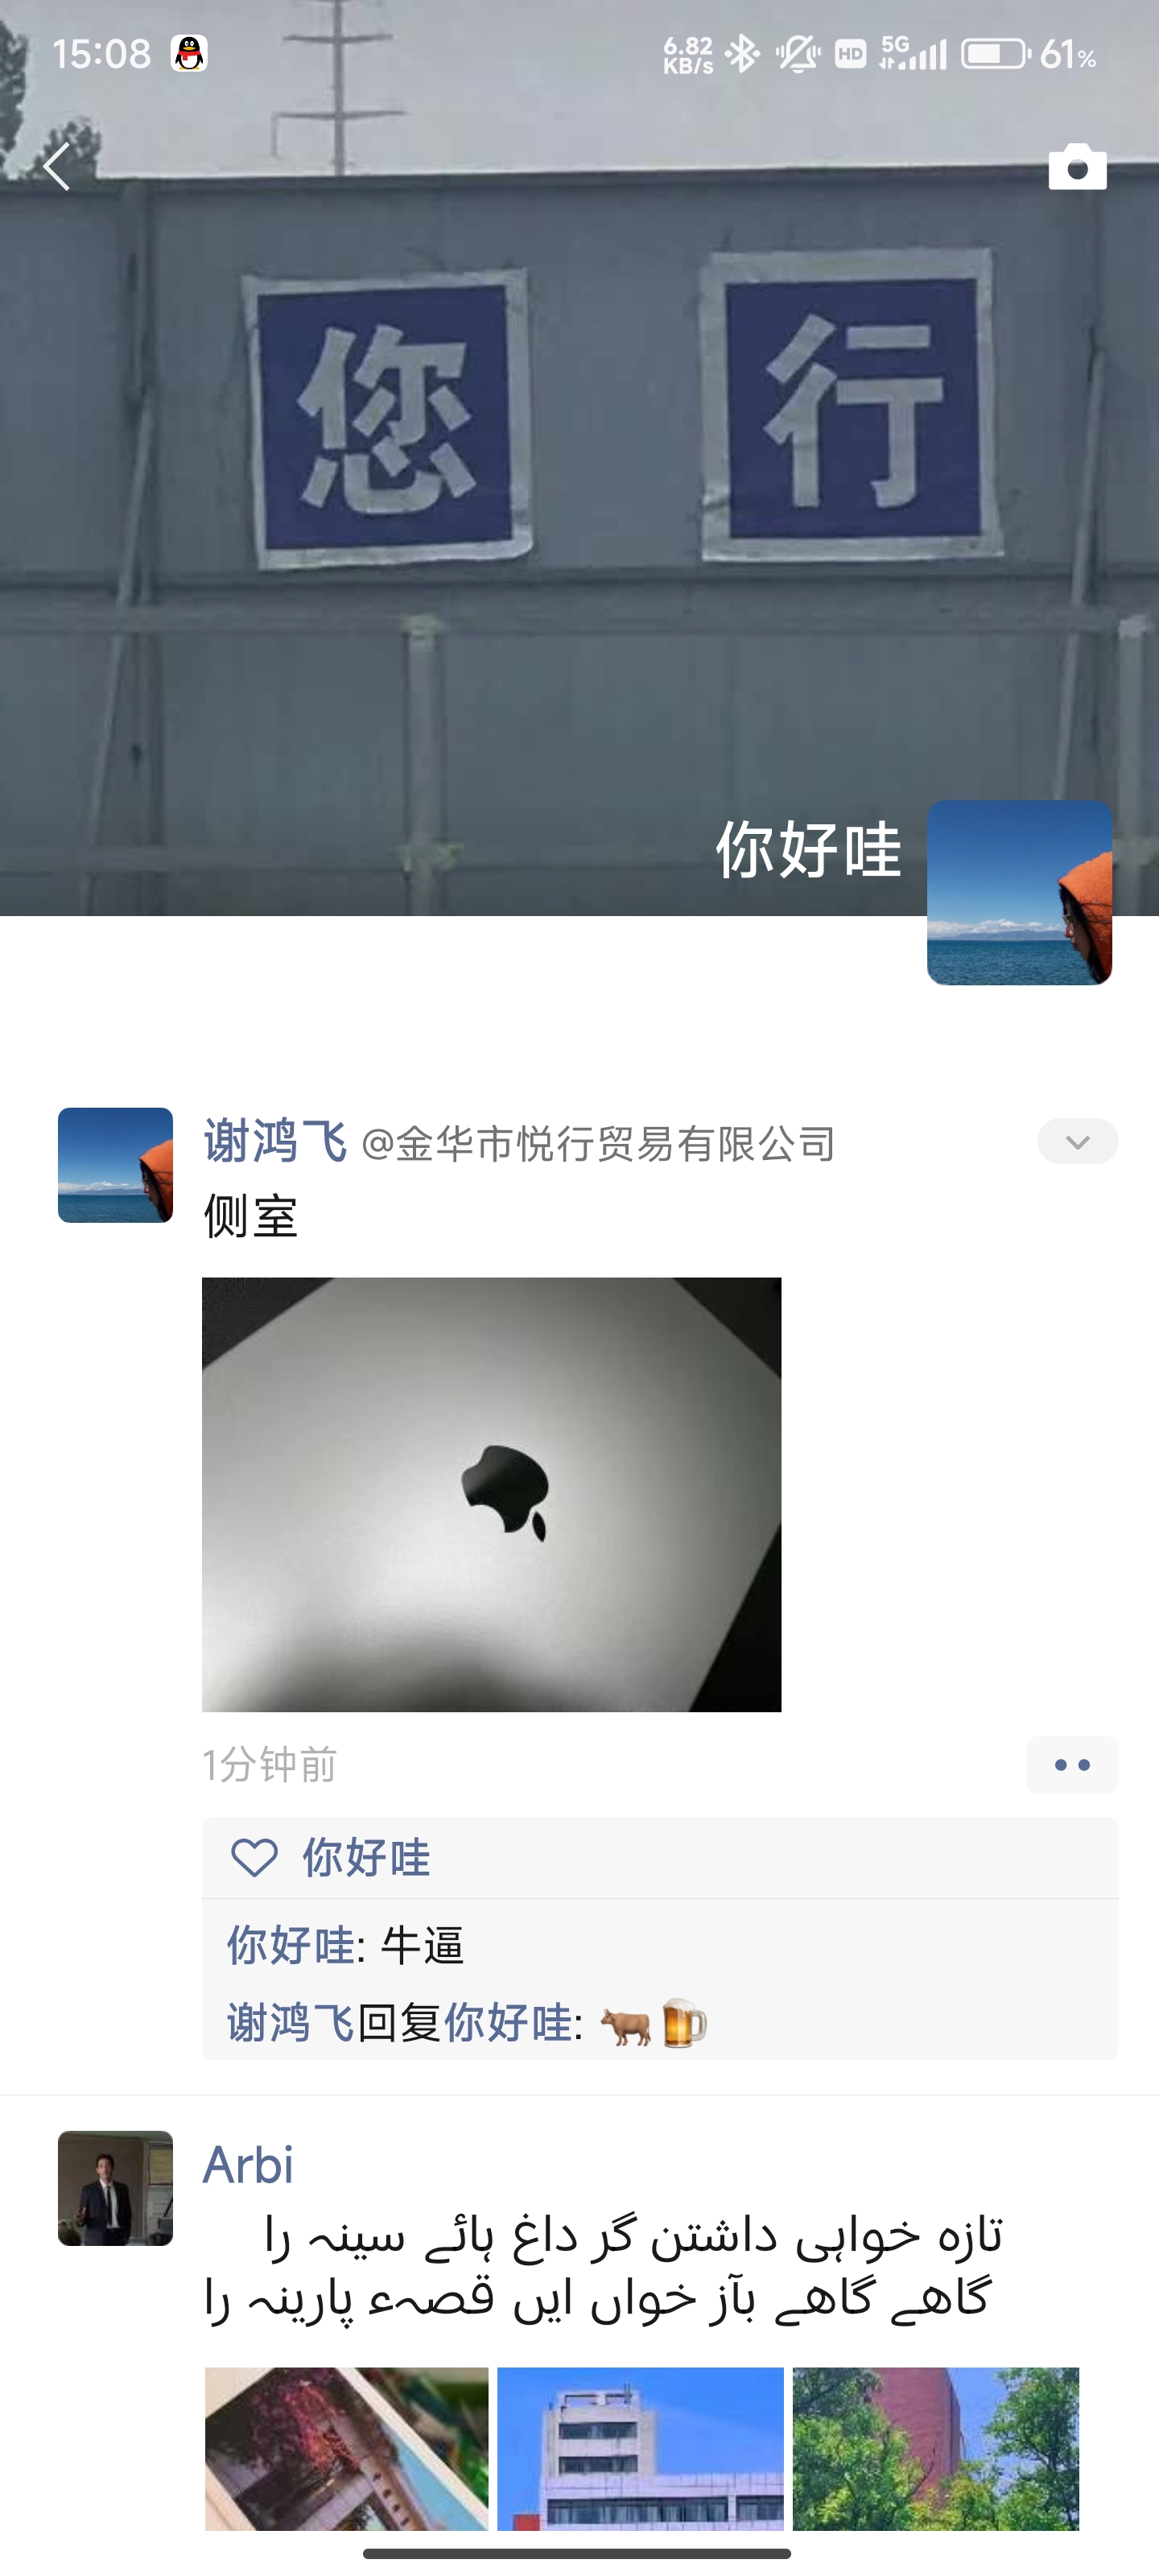 15:08
6.82 KB/s
HD
5G
61%
您 行
你好哇
谢鸿飞 @金华市悦行贸易有限公司
侧室
1分钟前
你好哇
你好哇: 牛逼
谢鸿飞回复你好哇: 🐂🍺
Arbi
تازہ خواہی داشتن گر داغ ہائے سینہ را
گاھے گاھے بآز خواں ایں قصہء پارینہ را